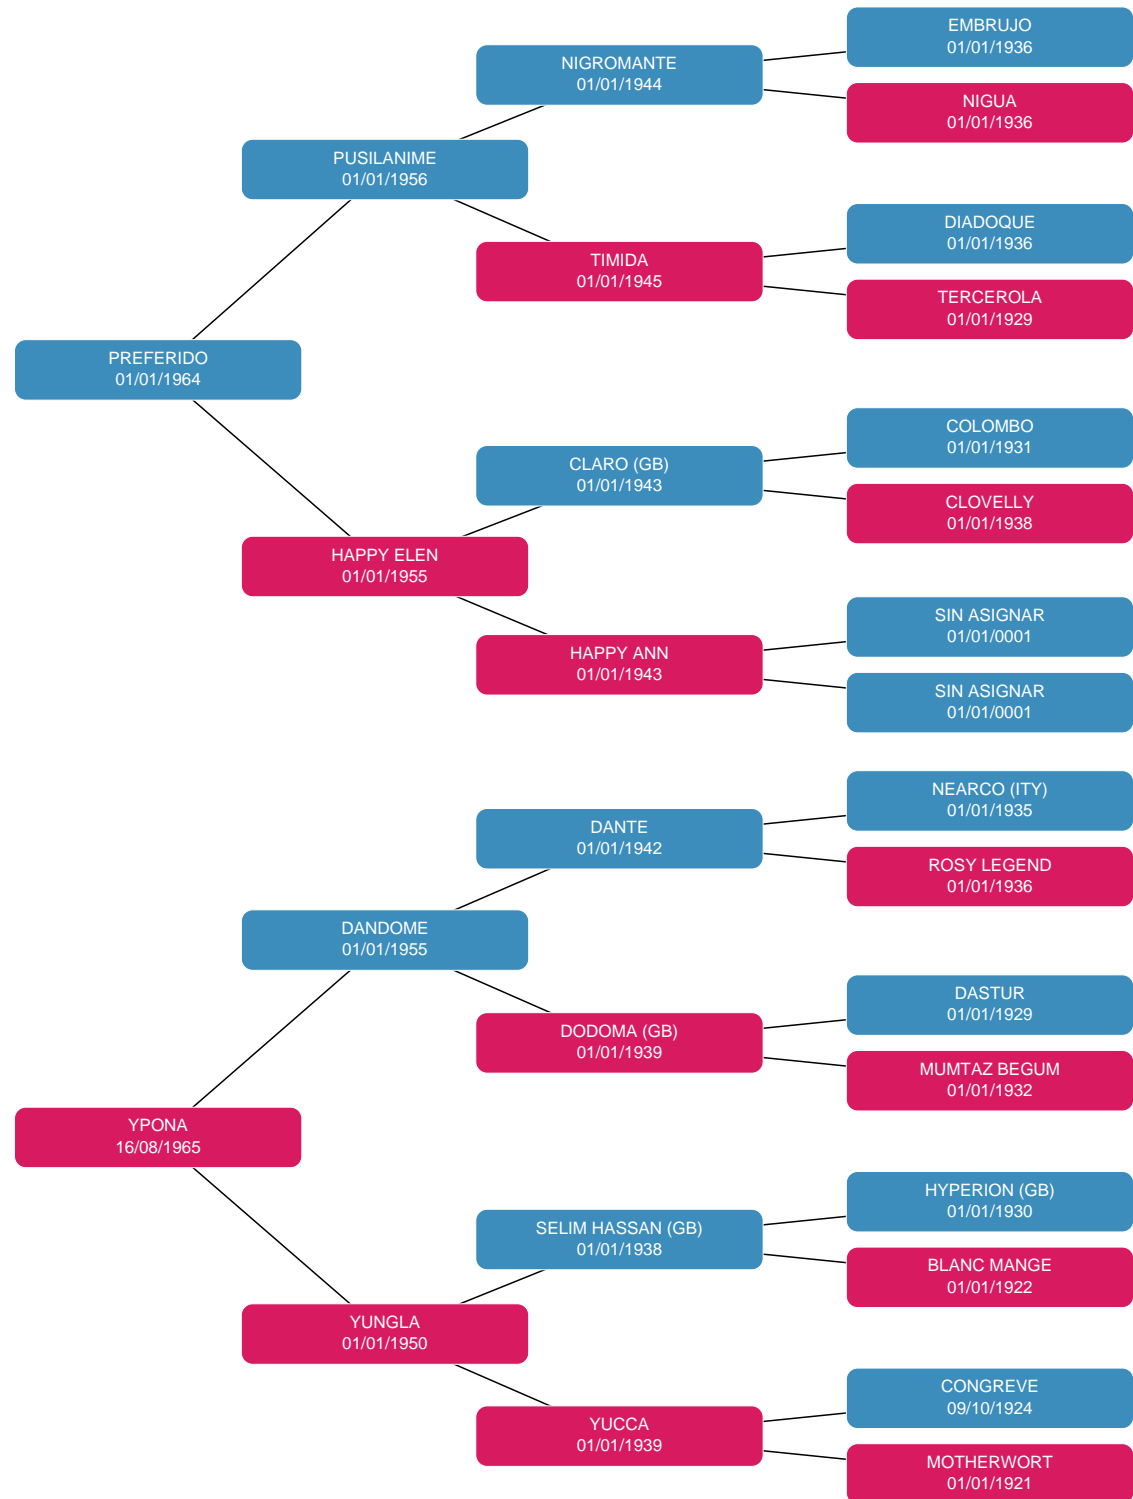 EMBRUJO
01/01/1936
NIGROMANTE
01/01/1944
NIGUA
01/01/1936
PUSILANIME
01/01/1956
DIADOQUE
01/01/1936
TIMIDA
01/01/1945
TERCEROLA
01/01/1929
PREFERIDO
01/01/1964
COLOMBO
01/01/1931
CLARO (GB)
01/01/1943
CLOVELLY
01/01/1938
HAPPY ELEN
01/01/1955
SIN ASIGNAR
01/01/0001
HAPPY ANN
01/01/1943
SIN ASIGNAR
01/01/0001
NEARCO (ITY)
01/01/1935
DANTE
01/01/1942
ROSY LEGEND
01/01/1936
DANDOME
01/01/1955
DASTUR
01/01/1929
DODOMA (GB)
01/01/1939
MUMTAZ BEGUM
01/01/1932
YPONA
16/08/1965
HYPERION (GB)
01/01/1930
SELIM HASSAN (GB)
01/01/1938
BLANC MANGE
01/01/1922
YUNGLA
01/01/1950
CONGREVE
09/10/1924
YUCCA
01/01/1939
MOTHERWORT
01/01/1921